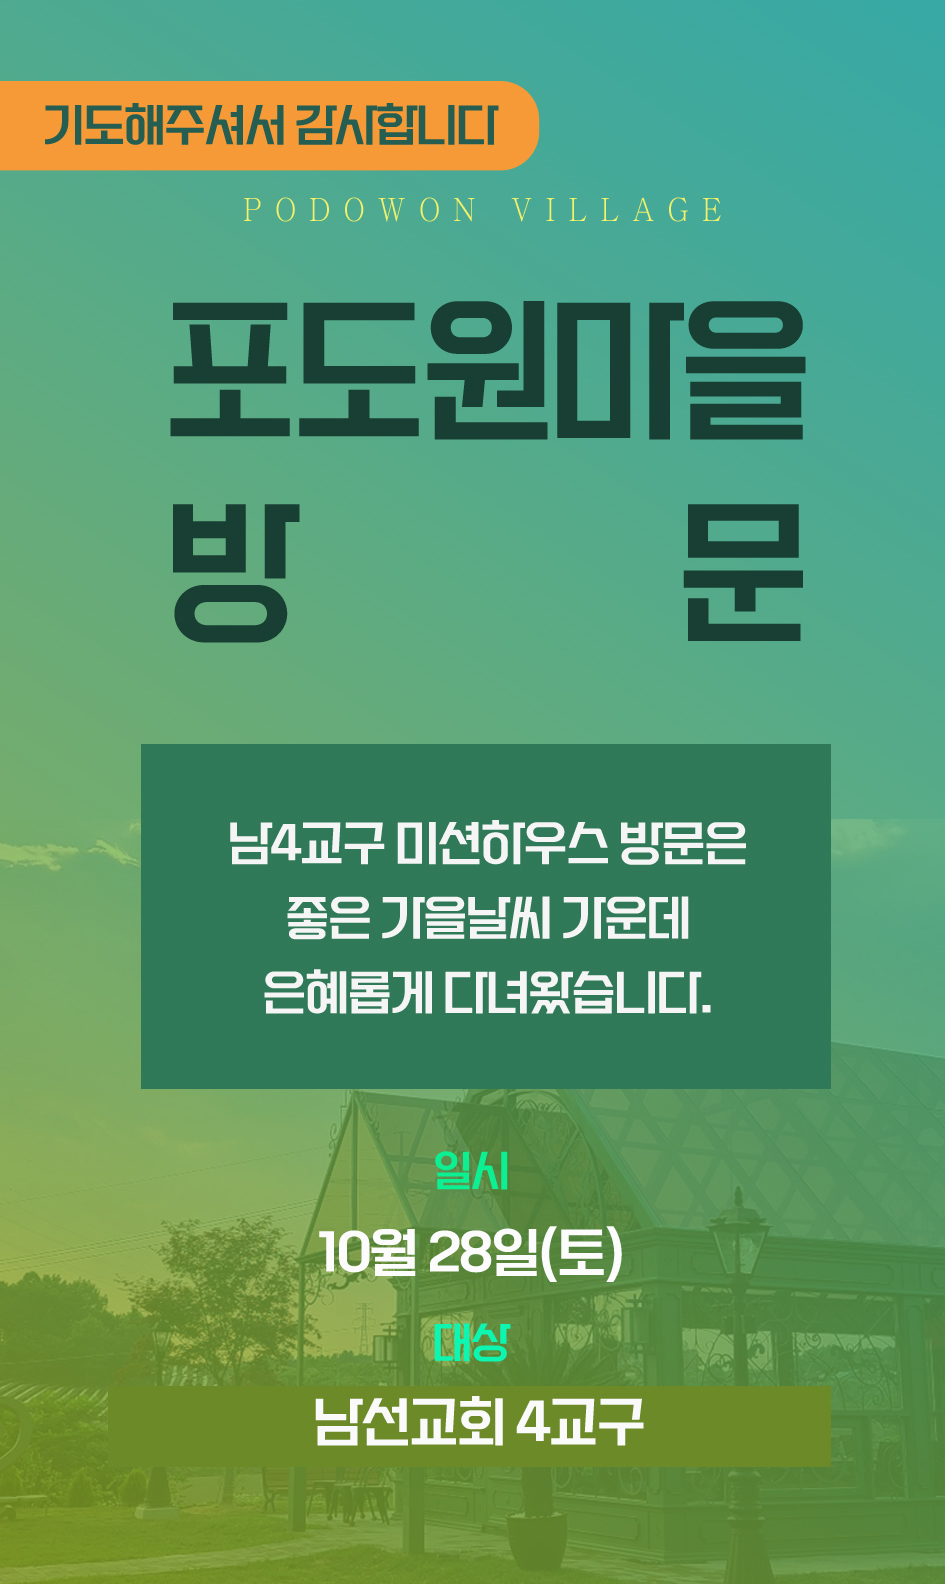 기도해주셔서 감사합니다
PODOWON VILLAGE
포도원마을
방 문
남4교구 미션하우스 방문은
좋은 가을날씨 가운데
은혜롭게 다녀왔습니다.
일시
10월 28일(토)
대상
남선교회 4교구